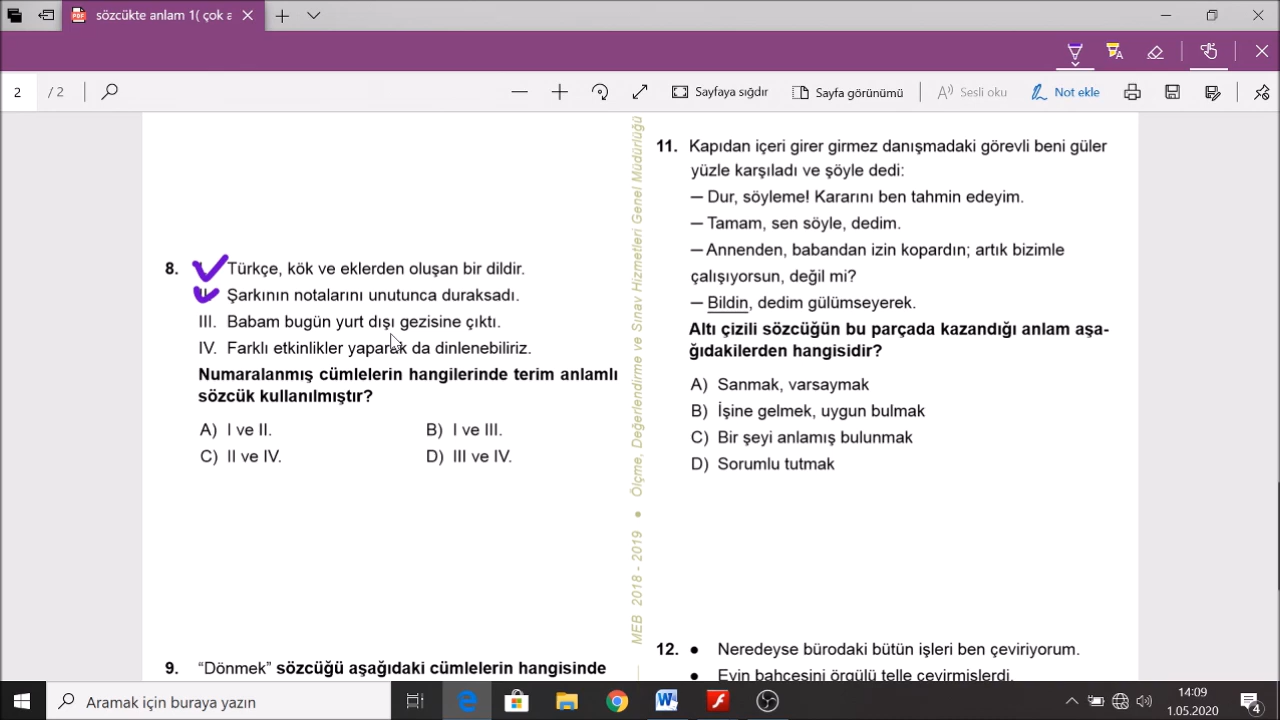 sözcükte anlam 1( çok a
2 / 2
Sayfaya sığdır
Sayfa görünümü
Sesli oku
Not ekle
8. Türkçe, kök ve eklerden oluşan bir dildir.
Şarkının notalarını unutunca duraksadı.
III. Babam bugün yurt dışı gezisine çıktı.
IV. Farklı etkinlikler yaparak da dinlenebiliriz.
Numaralanmış cümlelerin hangilerinde terim anlamlı
sözcük kullanılmıştır?
A) I ve II. B) I ve III.
C) II ve IV. D) III ve IV.
9. “Dönmek” sözcüğü aşağıdaki cümlelerin hangisinde
MEB 2018 - 2019 • Ölçme, Değerlendirme ve Sınav Hizmetleri Genel Müdürlüğü
11. Kapıdan içeri girer girmez danışmadaki görevli beni güler
yüzle karşıladı ve şöyle dedi:
— Dur, söyleme! Kararını ben tahmin edeyim.
— Tamam, sen söyle, dedim.
— Annenden, babandan izin kopardın; artık bizimle
çalışıyorsun, değil mi?
— Bildin, dedim gülümseyerek.
Altı çizili sözcüğün bu parçada kazandığı anlam aşa-
ğıdakilerden hangisidir?
A) Sanmak, varsaymak
B) İşine gelmek, uygun bulmak
C) Bir şeyi anlamış bulunmak
D) Sorumlu tutmak
12. ● Neredeyse bürodaki bütün işleri ben çeviriyorum.
● Evin bahçesini örgülü telle çevirmişlerdi.
Aramak için buraya yazın
14:09
1.05.2020
4